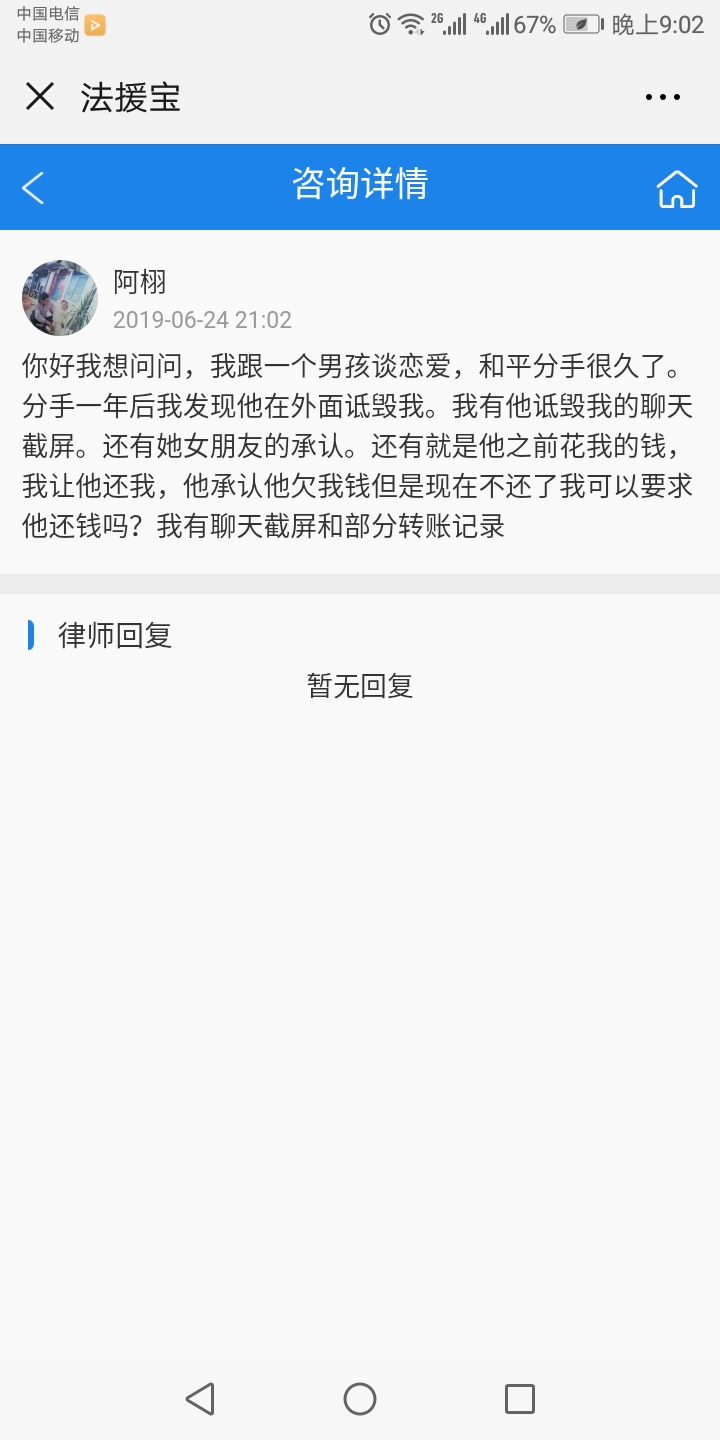 中国电信
中国移动
2G 4G 67% 晚上9:02
法援宝
咨询详情
阿栩
2019-06-24 21:02
你好我想问问，我跟一个男孩谈恋爱，和平分手很久了。
分手一年后我发现他在外面诋毁我。我有他诋毁我的聊天
截屏。还有她女朋友的承认。还有就是他之前花我的钱，
我让他还我，他承认他欠我钱但是现在不还了我可以要求
他还钱吗？我有聊天截屏和部分转账记录
律师回复
暂无回复